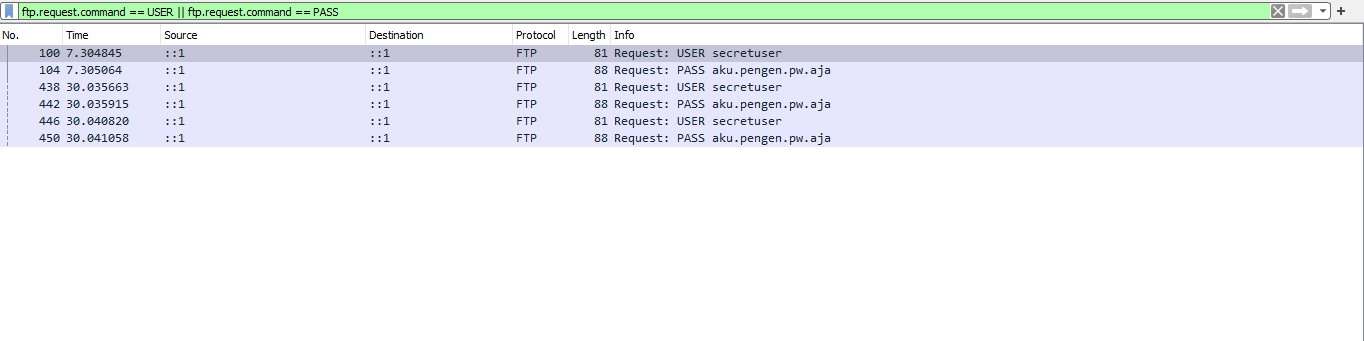 ftp.request.command == USER || ftp.request.command == PASS
No. Time Source Destination Protocol Length Info
100 7.304845 ::1 ::1 FTP 81 Request: USER secretuser
104 7.305064 ::1 ::1 FTP 88 Request: PASS aku.pengen.pw.aja
438 30.035663 ::1 ::1 FTP 81 Request: USER secretuser
442 30.035915 ::1 ::1 FTP 88 Request: PASS aku.pengen.pw.aja
446 30.040820 ::1 ::1 FTP 81 Request: USER secretuser
450 30.041058 ::1 ::1 FTP 88 Request: PASS aku.pengen.pw.aja